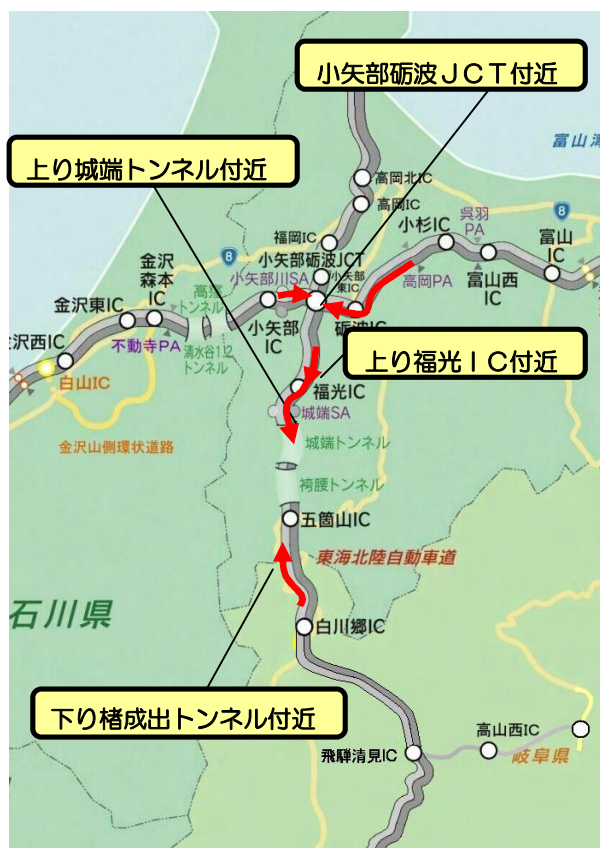 小矢部砺波ＪＣＴ付近
富山湾
上り城端トンネル付近
高岡北IC
高岡IC
8
呉羽
PA
小杉IC
福岡IC
富山
IC
8
小矢部砺波JCT
金沢
森本
IC
小矢部川SA
小矢部
東IC
高岡PA
富山西
IC
高窪
トンネル
金沢東IC
小矢部
IC
砺波IC
金沢西IC
不動寺PA
清水谷1.2
トンネル
上り福光ＩＣ付近
白山IC
福光IC
城端SA
金沢山側環状道路
城端トンネル
袴腰トンネル
五箇山IC
東海北陸自動車道
石川県
白川郷IC
下り楮成出トンネル付近
高山西IC
飛騨清見IC
岐阜県